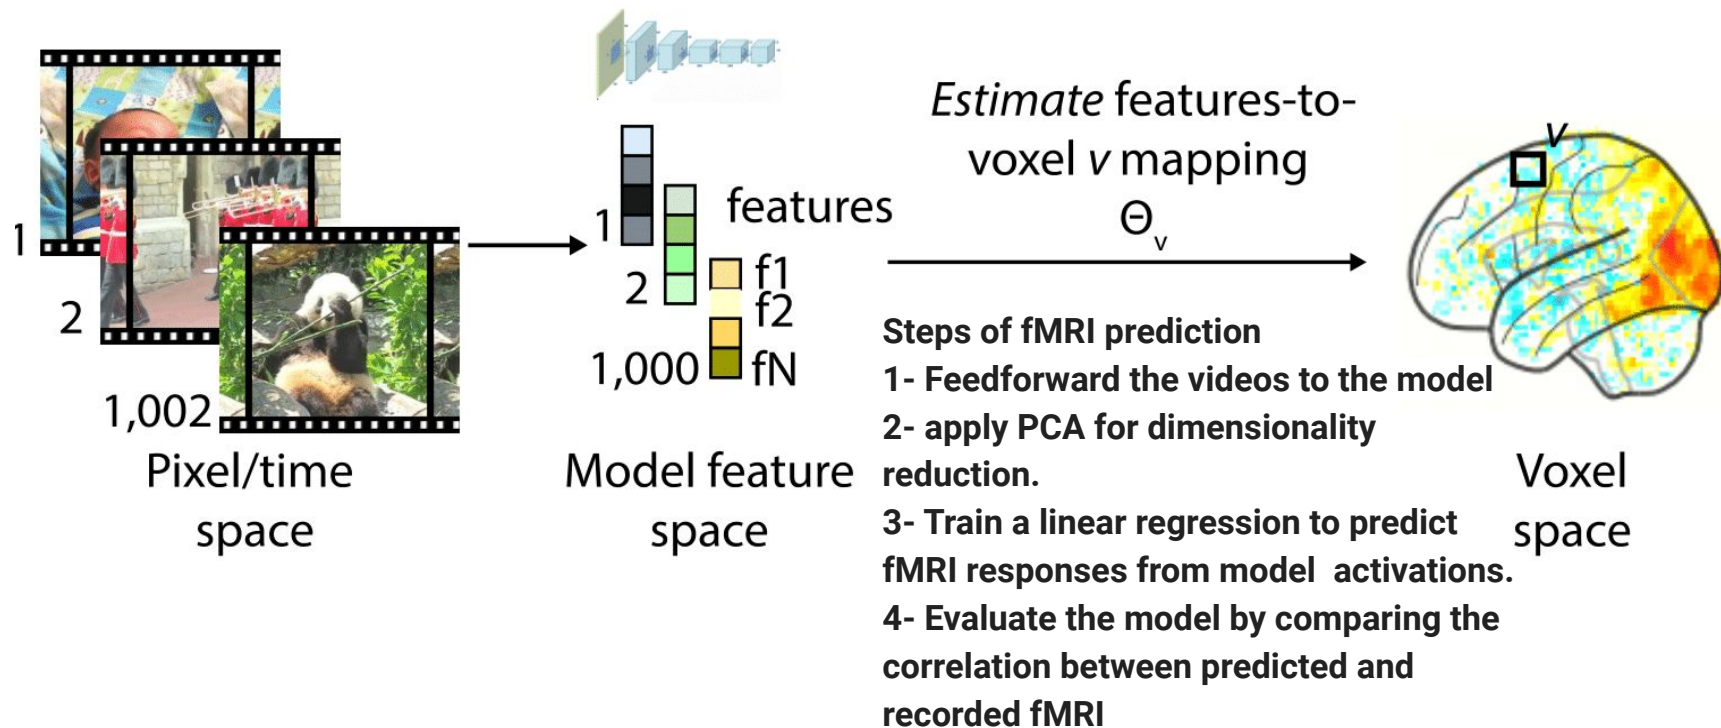 1
2
1,002
Pixel/time
space
1
2
1,000
features
f1
f2
fN
Model feature
space
Estimate features-to-
voxel v mapping
Θv
v
Steps of fMRI prediction
1- Feedforward the videos to the model
2- apply PCA for dimensionality
reduction.
3- Train a linear regression to predict
fMRI responses from model activations.
4- Evaluate the model by comparing the
correlation between predicted and
recorded fMRI
Voxel
space